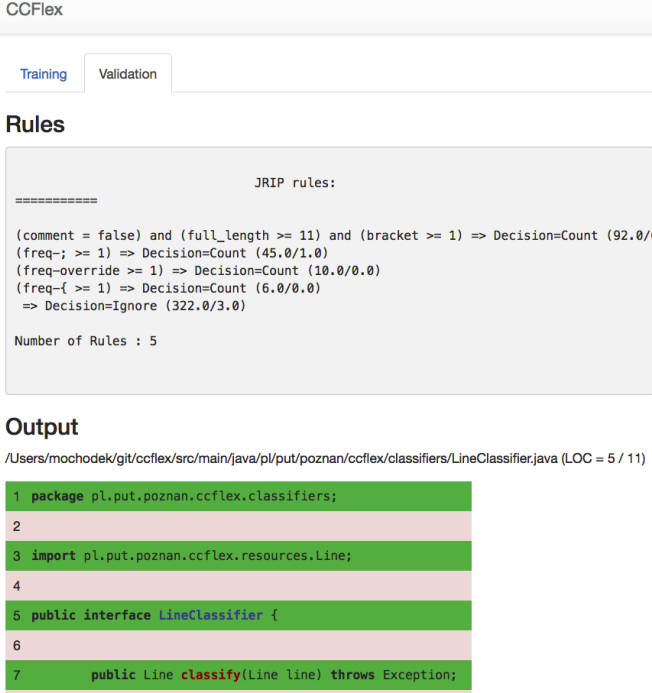 CCFlex
Training Validation
Rules
JRIP rules:
===========
(comment = false) and (full_length >= 11) and (bracket >= 1) => Decision=Count (92.0/
(freq-; >= 1) => Decision=Count (45.0/1.0)
(freq-override >= 1) => Decision=Count (10.0/0.0)
(freq-{ >= 1) => Decision=Count (6.0/0.0)
=> Decision=Ignore (322.0/3.0)
Number of Rules : 5
Output
/Users/mochodek/git/ccflex/src/main/java/pl/put/poznan/ccflex/classifiers/LineClassifier.java (LOC = 5 / 11)
1 package pl.put.poznan.ccflex.classifiers;
2
3 import pl.put.poznan.ccflex.resources.Line;
4
5 public interface LineClassifier {
6
7 public Line classify(Line line) throws Exception;